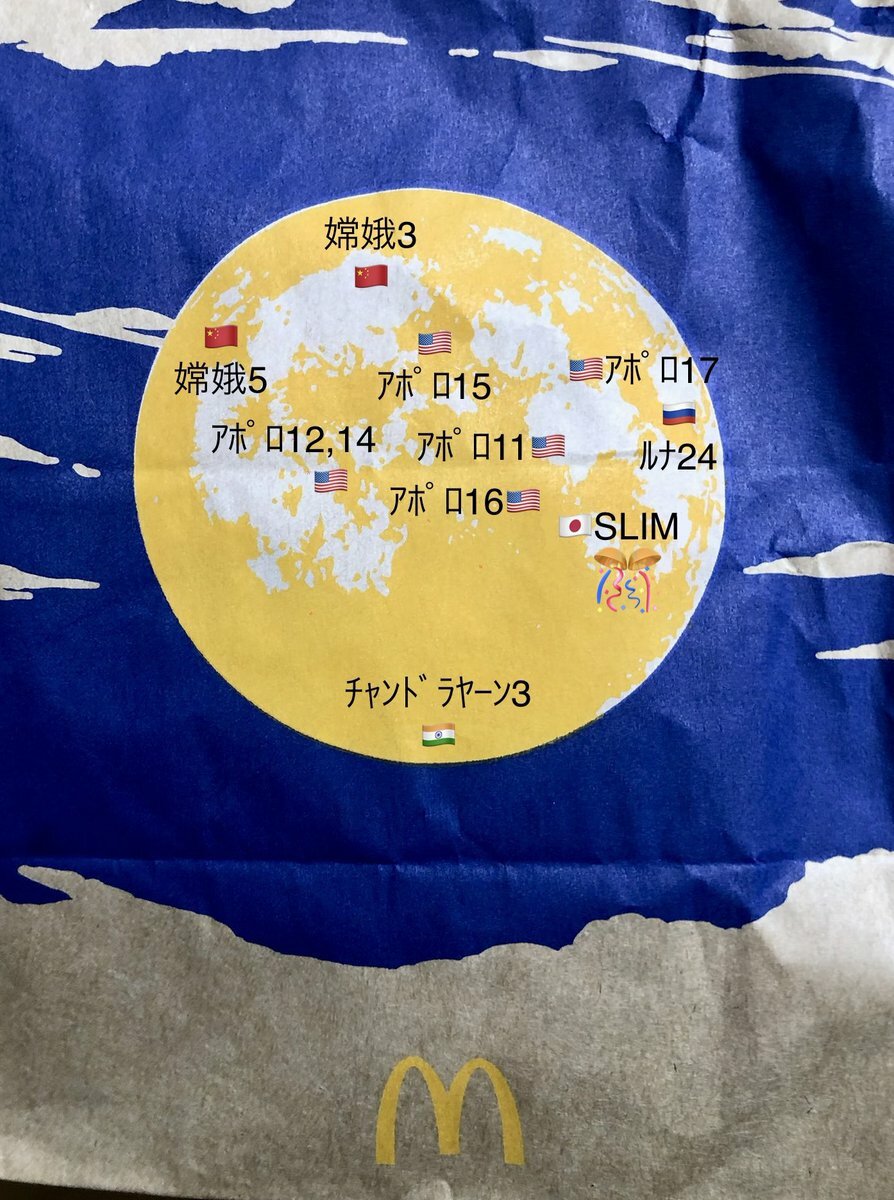 嫦娥3
🇨🇳
🇨🇳
嫦娥5
🇺🇸
ｱﾎﾟﾛ15
🇺🇸ｱﾎﾟﾛ17
🇷🇺
ﾙﾅ24
ｱﾎﾟﾛ12,14
🇺🇸
ｱﾎﾟﾛ11🇺🇸
ｱﾎﾟﾛ16🇺🇸
🇯🇵SLIM
🎊
ﾁｬﾝﾄﾞﾗﾔｰﾝ3
🇮🇳